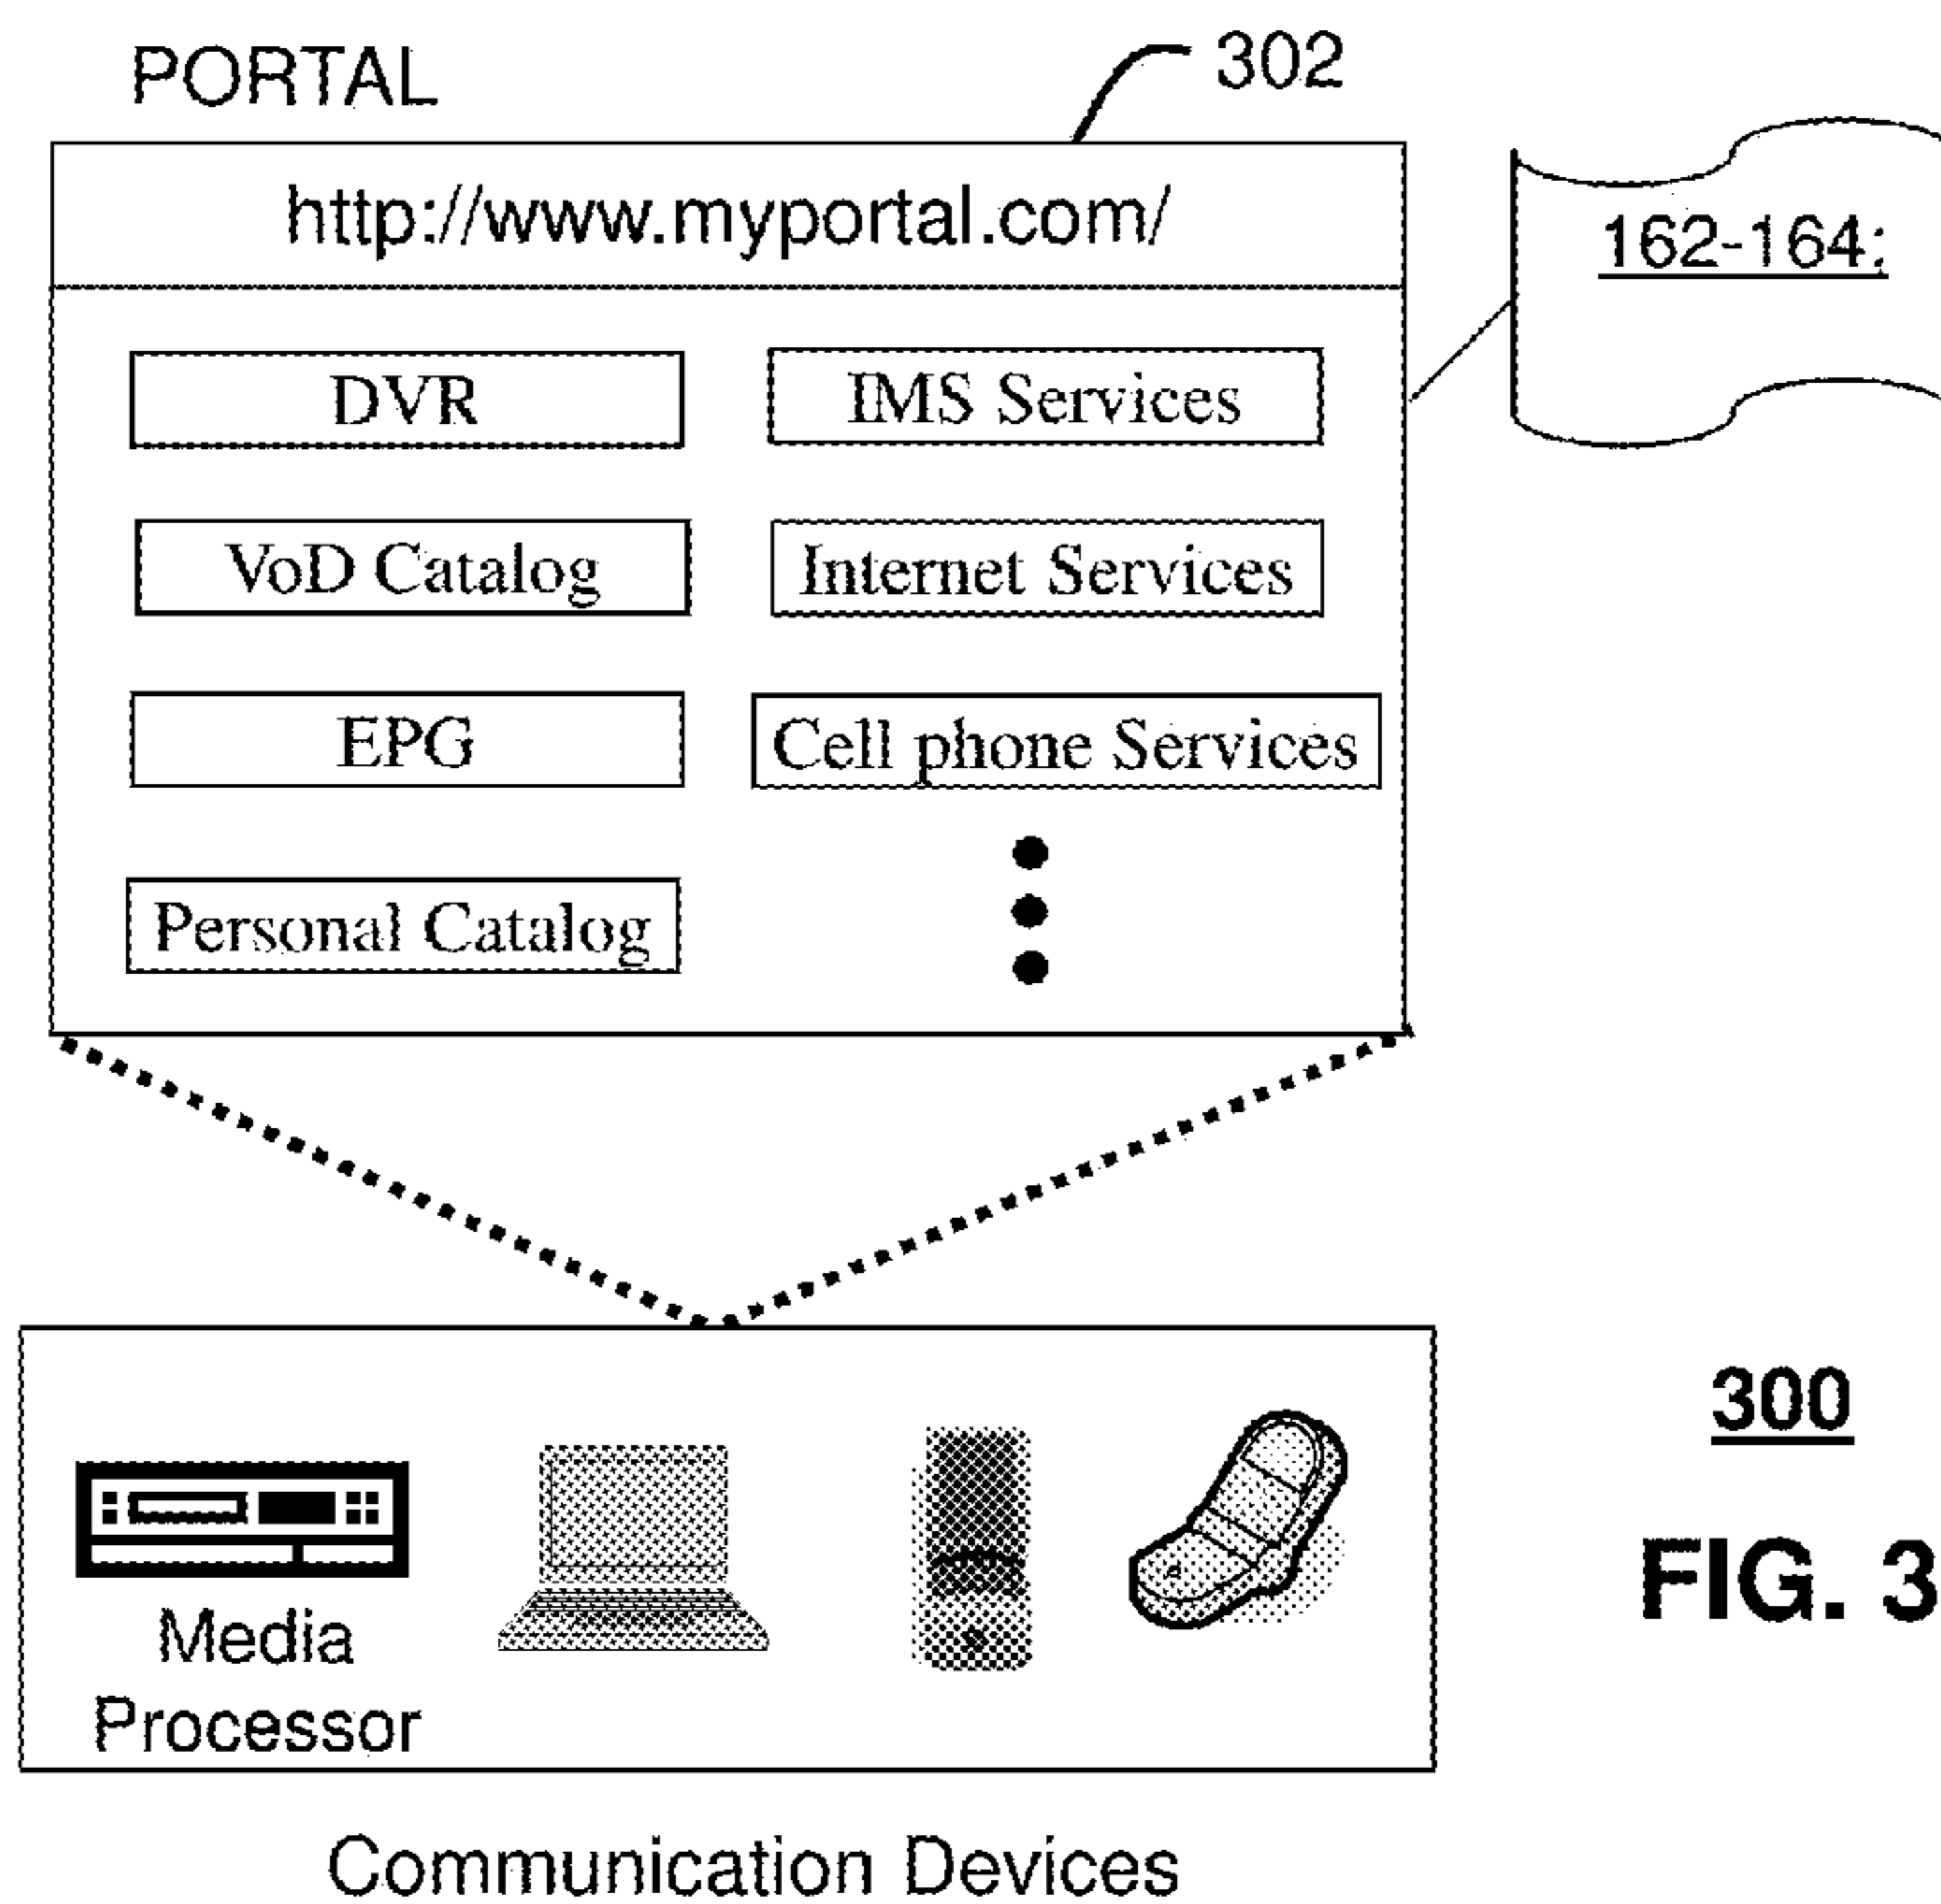 PORTAL
302
http://www.myportal.com/
162-164:
DVR
IMS Services
VoD Catalog
Internet Services
EPG
Cell phone Services
Personal Catalog
Media
Processor
300
FIG. 3
Communication Devices